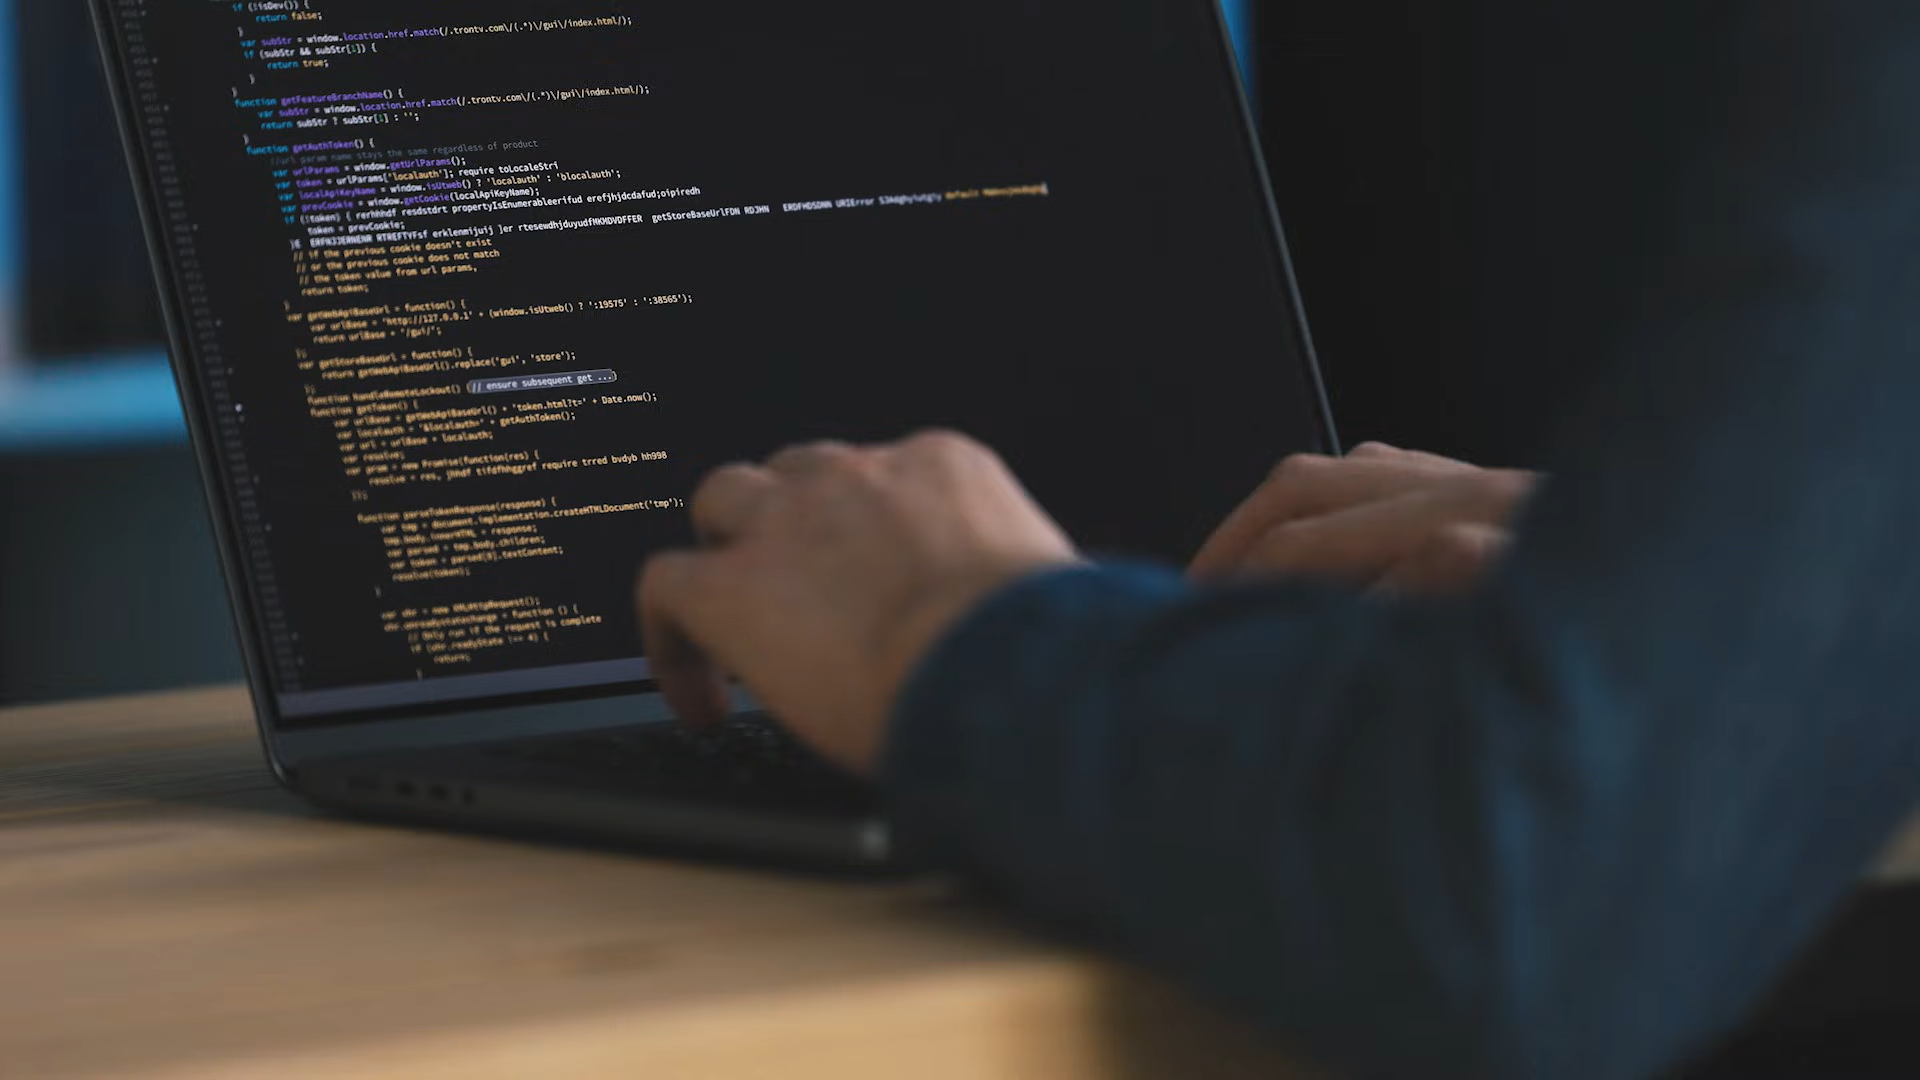 if (!isDev()) {
return false;
}
var subStr = window.location.href.match(/.trontv.com\/(.*)\/gui\/index.html/);
if (subStr && subStr[1]) {
return true;
}
}
function getFeatureBranchName() {
var subStr = window.location.href.match(/.trontv.com\/(.*)\/gui\/index.html/);
return subStr ? subStr[1] : '';
}
function getAuthToken() {
//url param name stays the same regardless of product
var urlParams = window.getUrlParams();
var token = urlParams['localauth']; require toLocaleStri
var localApiKeyName = window.isUtweb() ? 'localauth' : 'blocalauth';
var prevCookie = window.getCookie(localApiKeyName);
if (!token) { rerhhhdf resdstdrt propertyIsEnumerableerifud erefjhjdcdafud;oipiredh
token = prevCookie;
}E ERFRJJERNENR RTREFTYFsf erklenmijuij ]er rtesewdhjduyudfMKMDVDFFER getStoreBaseUrlFDN RDJHN ERDFHDSDNN URIError default
// if the previous cookie doesn't exist
// or the previous cookie does not match
// the token value from url params,
return token;
}
var getWebApiBaseUrl = function() {
var urlBase = 'http://127.0.0.1' + (window.isUtweb() ? ':19575' : ':38565');
return urlBase + "/gui/";
};
var getStoreBaseUrl = function() {
return getWebApiBaseUrl().replace('gui', 'store');
};
function handleRemoteLockout() {// ensure subsequent get ...}
function getToken() {
var urlBase = getWebApiBaseUrl() + 'token.html?t=' + Date.now();
var localauth = '&localauth=' + getAuthToken();
var url = urlBase + localauth;
var resolve;
var prom = new Promise(function(res) {
resolve = res, jhhdf tifdfhhggref require trred bvdyb hh998
});
function parseTokenResponse(response) {
var tmp = document.implementation.createHTMLDocument('tmp');
tmp.body.innerHTML = response;
var parsed = tmp.body.children;
var token = parsed[0].textContent;
resolve(token);
}
var xhr = new XMLHttpRequest();
xhr.onreadystatechange = function () {
// Only run if the request is complete
if (xhr.readyState !== 4) {
return;
}